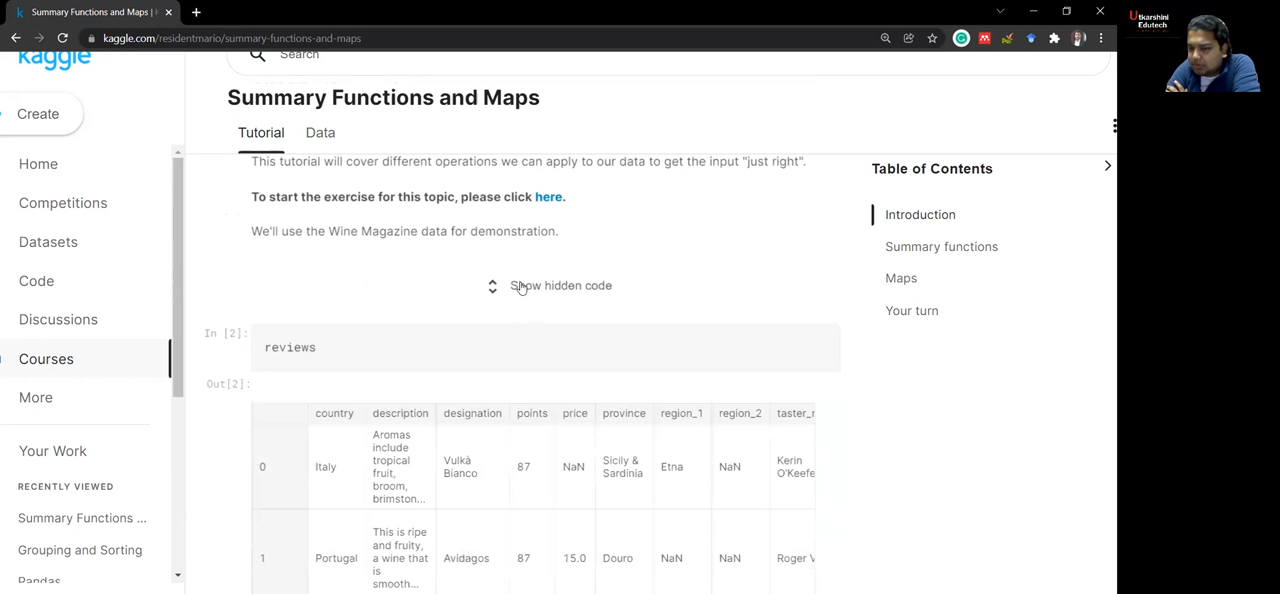 Summary Functions and Maps |
kaggle.com/residentmario/summary-functions-and-maps
Utkarshini
Edutech
kaggle
Search
Create
Summary Functions and Maps
Tutorial Data
Home
Competitions
Datasets
Code
Discussions
Courses
More
Your Work
RECENTLY VIEWED
Summary Functions ...
Grouping and Sorting
Pandas
This tutorial will cover different operations we can apply to our data to get the input "just right".
To start the exercise for this topic, please click here.
We'll use the Wine Magazine data for demonstration.
Show hidden code
In [2]:
reviews
Out[2]:
country description designation points price province region_1 region_2 taster_r
0 Italy Aromas include tropical fruit, broom, brimston... Vulkà Bianco 87 NaN Sicily & Sardinia Etna NaN Kerin O'Keefe
1 Portugal This is ripe and fruity, a wine that is smooth... Avidagos 87 15.0 Douro NaN NaN Roger V
Table of Contents
Introduction
Summary functions
Maps
Your turn